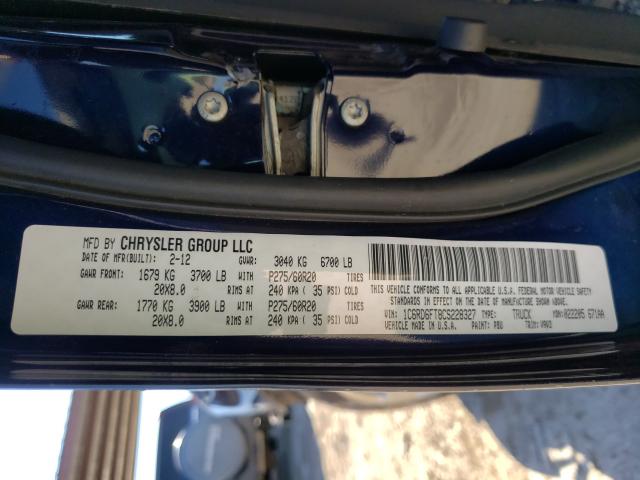 MFD BY CHRYSLER GROUP LLC
DATE OF MFR(BUILT): 2-12 GVWR: 3040 KG 6700 LB
GAWR FRONT: 1679 KG 3700 LB WITH P275/60R20 TIRES
20X8.0 RIMS AT 240 KPA ( 35 PSI) COLD
GAWR REAR: 1770 KG 3900 LB WITH P275/60R20 TIRES
20X8.0 RIMS AT 240 KPA ( 35 PSI) COLD
THIS VEHICLE CONFORMS TO ALL APPLICABLE U.S.A. FEDERAL MOTOR VEHICLE SAFETY
STANDARDS IN EFFECT ON THE DATE OF MANUFACTURE SHOWN ABOVE.
VIN: 1C6RD6FT8CS228327 TYPE: TRUCK MDH: 022205 671AA
VEHICLE MADE IN U.S.A. PAINT: PBU TRIM: